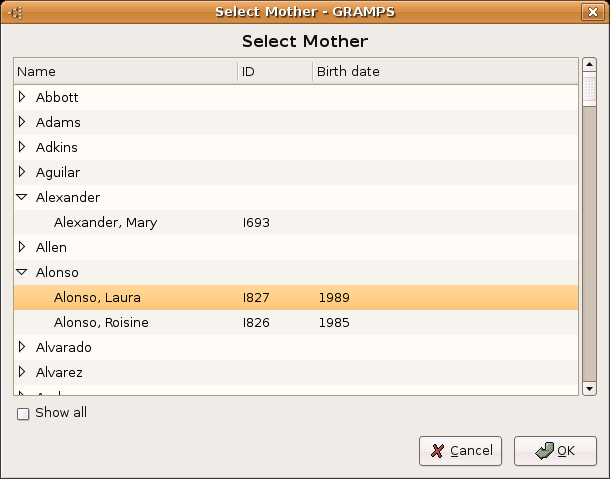 Select Mother - GRAMPS
Select Mother
Name ID Birth date
Abbott
Adams
Adkins
Aguilar
Alexander
Alexander, Mary I693
Allen
Alonso
Alonso, Laura I827 1989
Alonso, Roisine I826 1985
Alvarado
Alvarez
Show all
Cancel OK